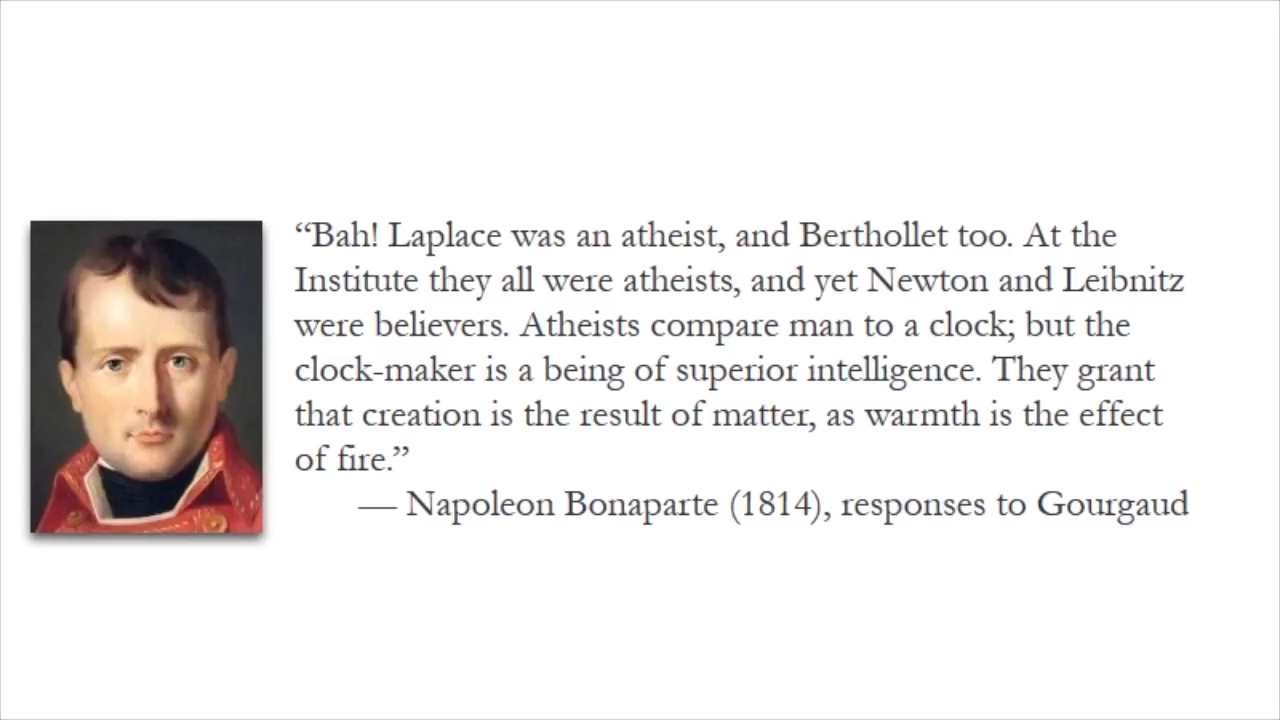 “Bah! Laplace was an atheist, and Berthollet too. At the
Institute they all were atheists, and yet Newton and Leibnitz
were believers. Atheists compare man to a clock; but the
clock-maker is a being of superior intelligence. They grant
that creation is the result of matter, as warmth is the effect
of fire.”
— Napoleon Bonaparte (1814), responses to Gourgaud